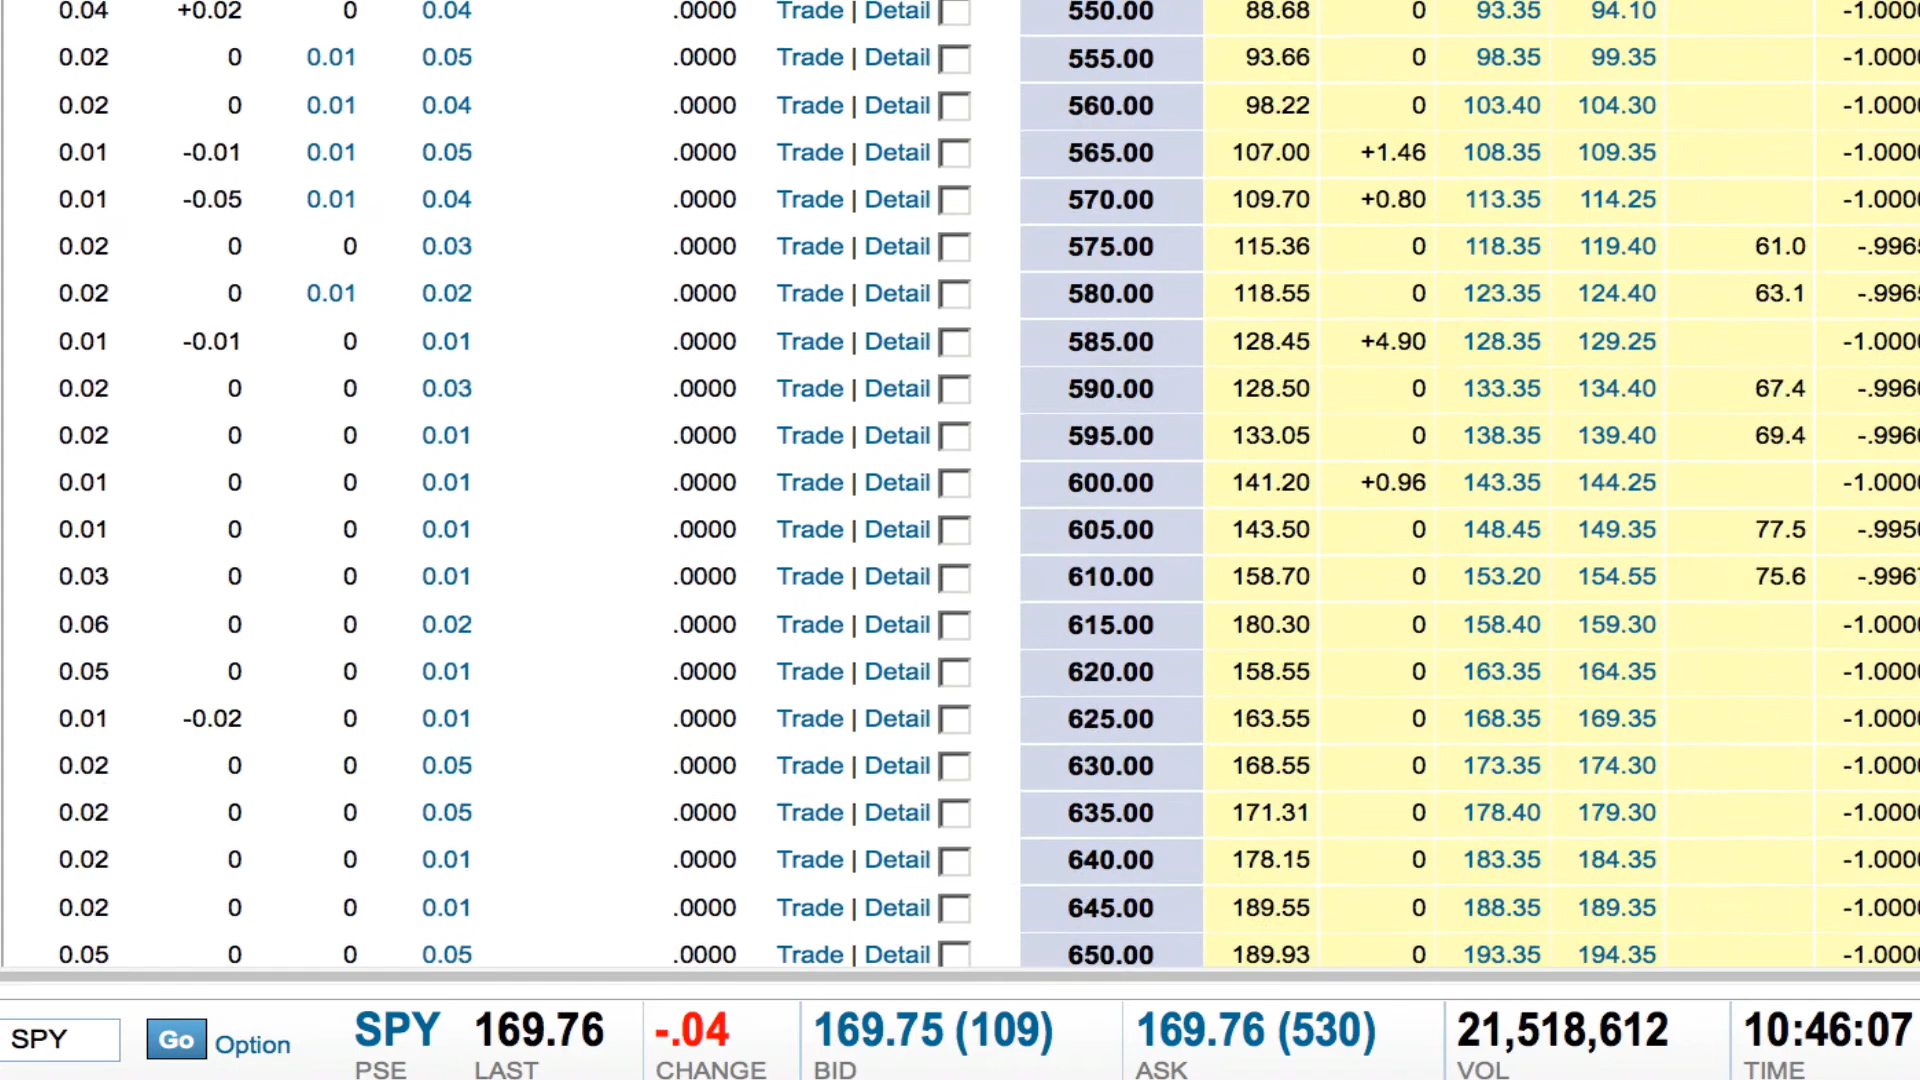 0.04 +0.02 0 0.04 .0000 Trade | Detail 550.00 88.68 0 93.35 94.10 -1.000
0.02 0 0.01 0.05 .0000 Trade | Detail 555.00 93.66 0 98.35 99.35 -1.000
0.02 0 0.01 0.04 .0000 Trade | Detail 560.00 98.22 0 103.40 104.30 -1.000
0.01 -0.01 0.01 0.05 .0000 Trade | Detail 565.00 107.00 +1.46 108.35 109.35 -1.000
0.01 -0.05 0.01 0.04 .0000 Trade | Detail 570.00 109.70 +0.80 113.35 114.25 -1.000
0.02 0 0 0.03 .0000 Trade | Detail 575.00 115.36 0 118.35 119.40 61.0 -.996
0.02 0 0.01 0.02 .0000 Trade | Detail 580.00 118.55 0 123.35 124.40 63.1 -.996
0.01 -0.01 0 0.01 .0000 Trade | Detail 585.00 128.45 +4.90 128.35 129.25 -1.000
0.02 0 0 0.03 .0000 Trade | Detail 590.00 128.50 0 133.35 134.40 67.4 -.996
0.02 0 0 0.01 .0000 Trade | Detail 595.00 133.05 0 138.35 139.40 69.4 -.996
0.01 0 0 0.01 .0000 Trade | Detail 600.00 141.20 +0.96 143.35 144.25 -1.000
0.01 0 0 0.01 .0000 Trade | Detail 605.00 143.50 0 148.45 149.35 77.5 -.995
0.03 0 0 0.01 .0000 Trade | Detail 610.00 158.70 0 153.20 154.55 75.6 -.996
0.06 0 0 0.02 .0000 Trade | Detail 615.00 180.30 0 158.40 159.30 -1.000
0.05 0 0 0.01 .0000 Trade | Detail 620.00 158.55 0 163.35 164.35 -1.000
0.01 -0.02 0 0.01 .0000 Trade | Detail 625.00 163.55 0 168.35 169.35 -1.000
0.02 0 0 0.05 .0000 Trade | Detail 630.00 168.55 0 173.35 174.30 -1.000
0.02 0 0 0.05 .0000 Trade | Detail 635.00 171.31 0 178.40 179.30 -1.000
0.02 0 0 0.01 .0000 Trade | Detail 640.00 178.15 0 183.35 184.35 -1.000
0.02 0 0 0.01 .0000 Trade | Detail 645.00 189.55 0 188.35 189.35 -1.000
0.05 0 0 0.05 .0000 Trade | Detail 650.00 189.93 0 193.35 194.35 -1.000
SPY Go Option SPY 169.76 -.04 169.75 (109) 169.76 (530) 21,518,612 10:46:07
PSE LAST CHANGE BID ASK VOL TIME